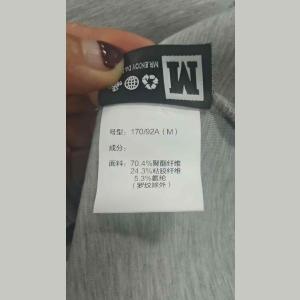 M
号型: 170/92A (M)
成分:
面料: 70.4%聚酯纤维
24.3%粘胶纤维
5.3%氨纶
(罗纹除外)